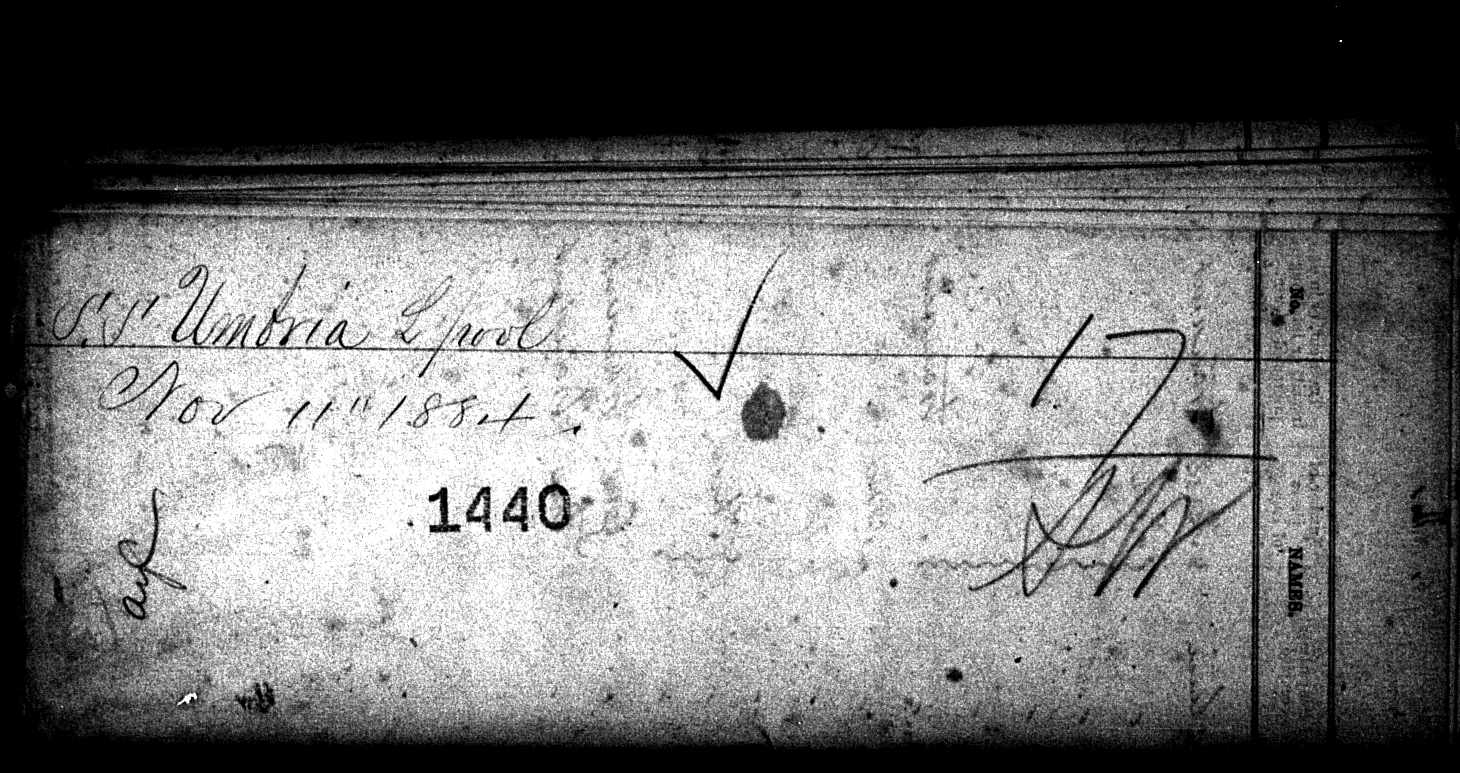 S.S. Umbria L'pool
Nov 11" 1884.
17
1440
No.
NAMES.